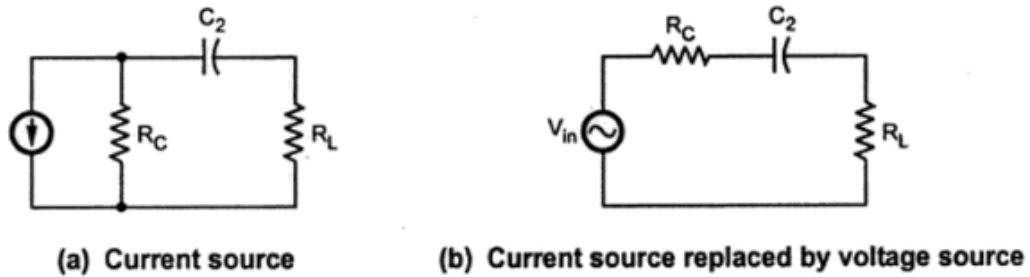 C2
RC
RL
(a) Current source
RC
C2
Vin
RL
(b) Current source replaced by voltage source